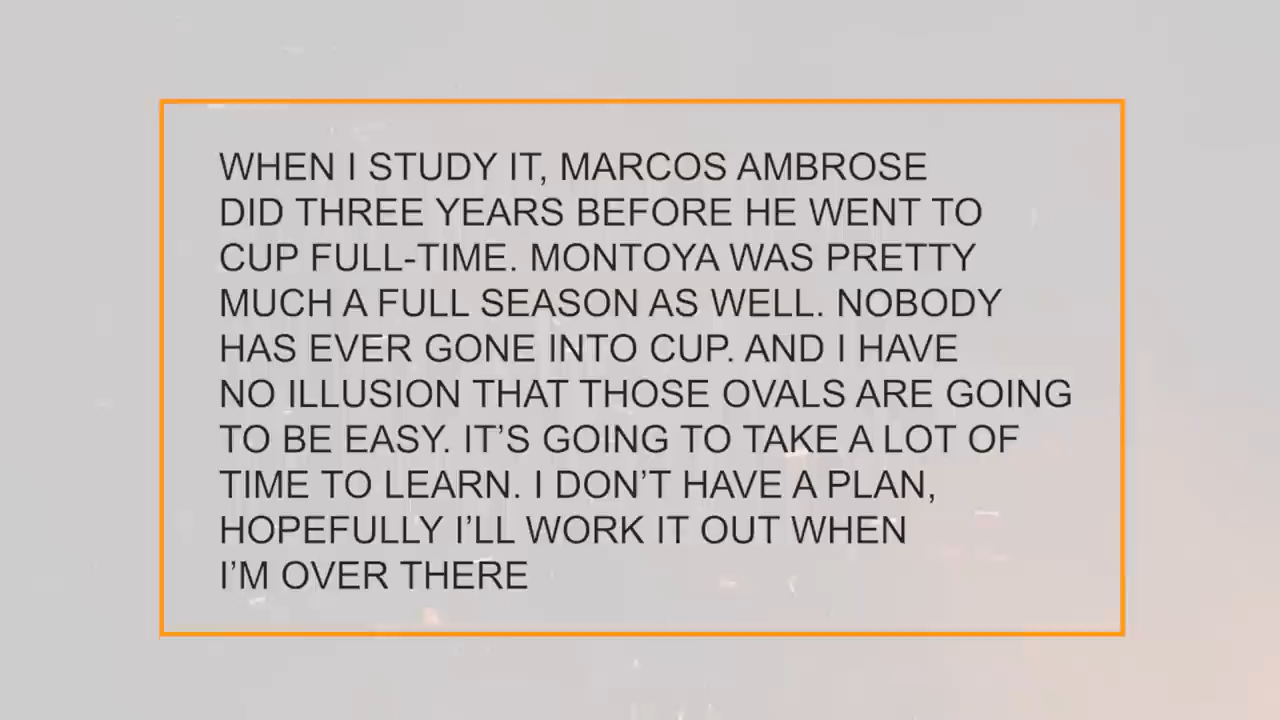 WHEN I STUDY IT, MARCOS AMBROSE
DID THREE YEARS BEFORE HE WENT TO
CUP FULL-TIME. MONTOYA WAS PRETTY
MUCH A FULL SEASON AS WELL. NOBODY
HAS EVER GONE INTO CUP. AND I HAVE
NO ILLUSION THAT THOSE OVALS ARE GOING
TO BE EASY. IT’S GOING TO TAKE A LOT OF
TIME TO LEARN. I DON’T HAVE A PLAN,
HOPEFULLY I’LL WORK IT OUT WHEN
I’M OVER THERE